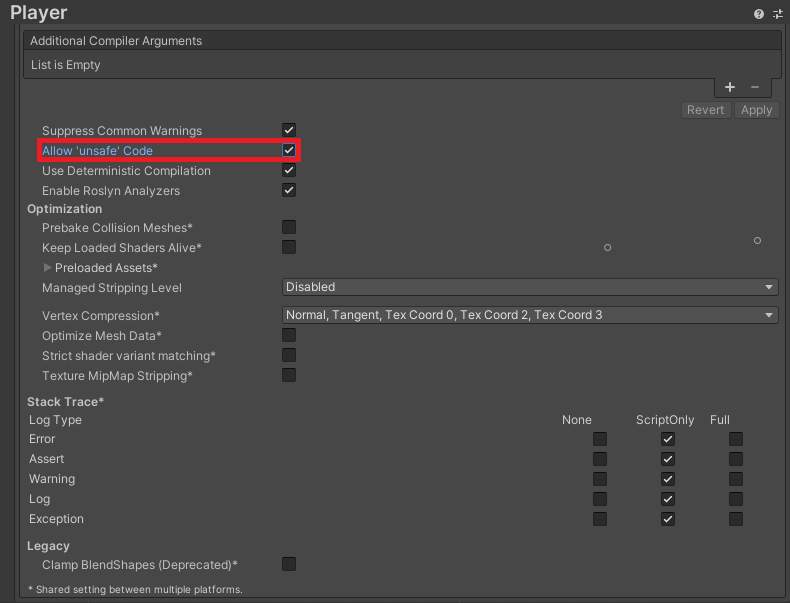 Player
Additional Compiler Arguments
List is Empty
Revert Apply
Suppress Common Warnings
Allow 'unsafe' Code
Use Deterministic Compilation
Enable Roslyn Analyzers
Optimization
Prebake Collision Meshes*
Keep Loaded Shaders Alive*
Preloaded Assets*
Managed Stripping Level Disabled
Vertex Compression* Normal, Tangent, Tex Coord 0, Tex Coord 2, Tex Coord 3
Optimize Mesh Data*
Strict shader variant matching*
Texture MipMap Stripping*
Stack Trace*
Log Type None ScriptOnly Full
Error
Assert
Warning
Log
Exception
Legacy
Clamp BlendShapes (Deprecated)*
* Shared setting between multiple platforms.